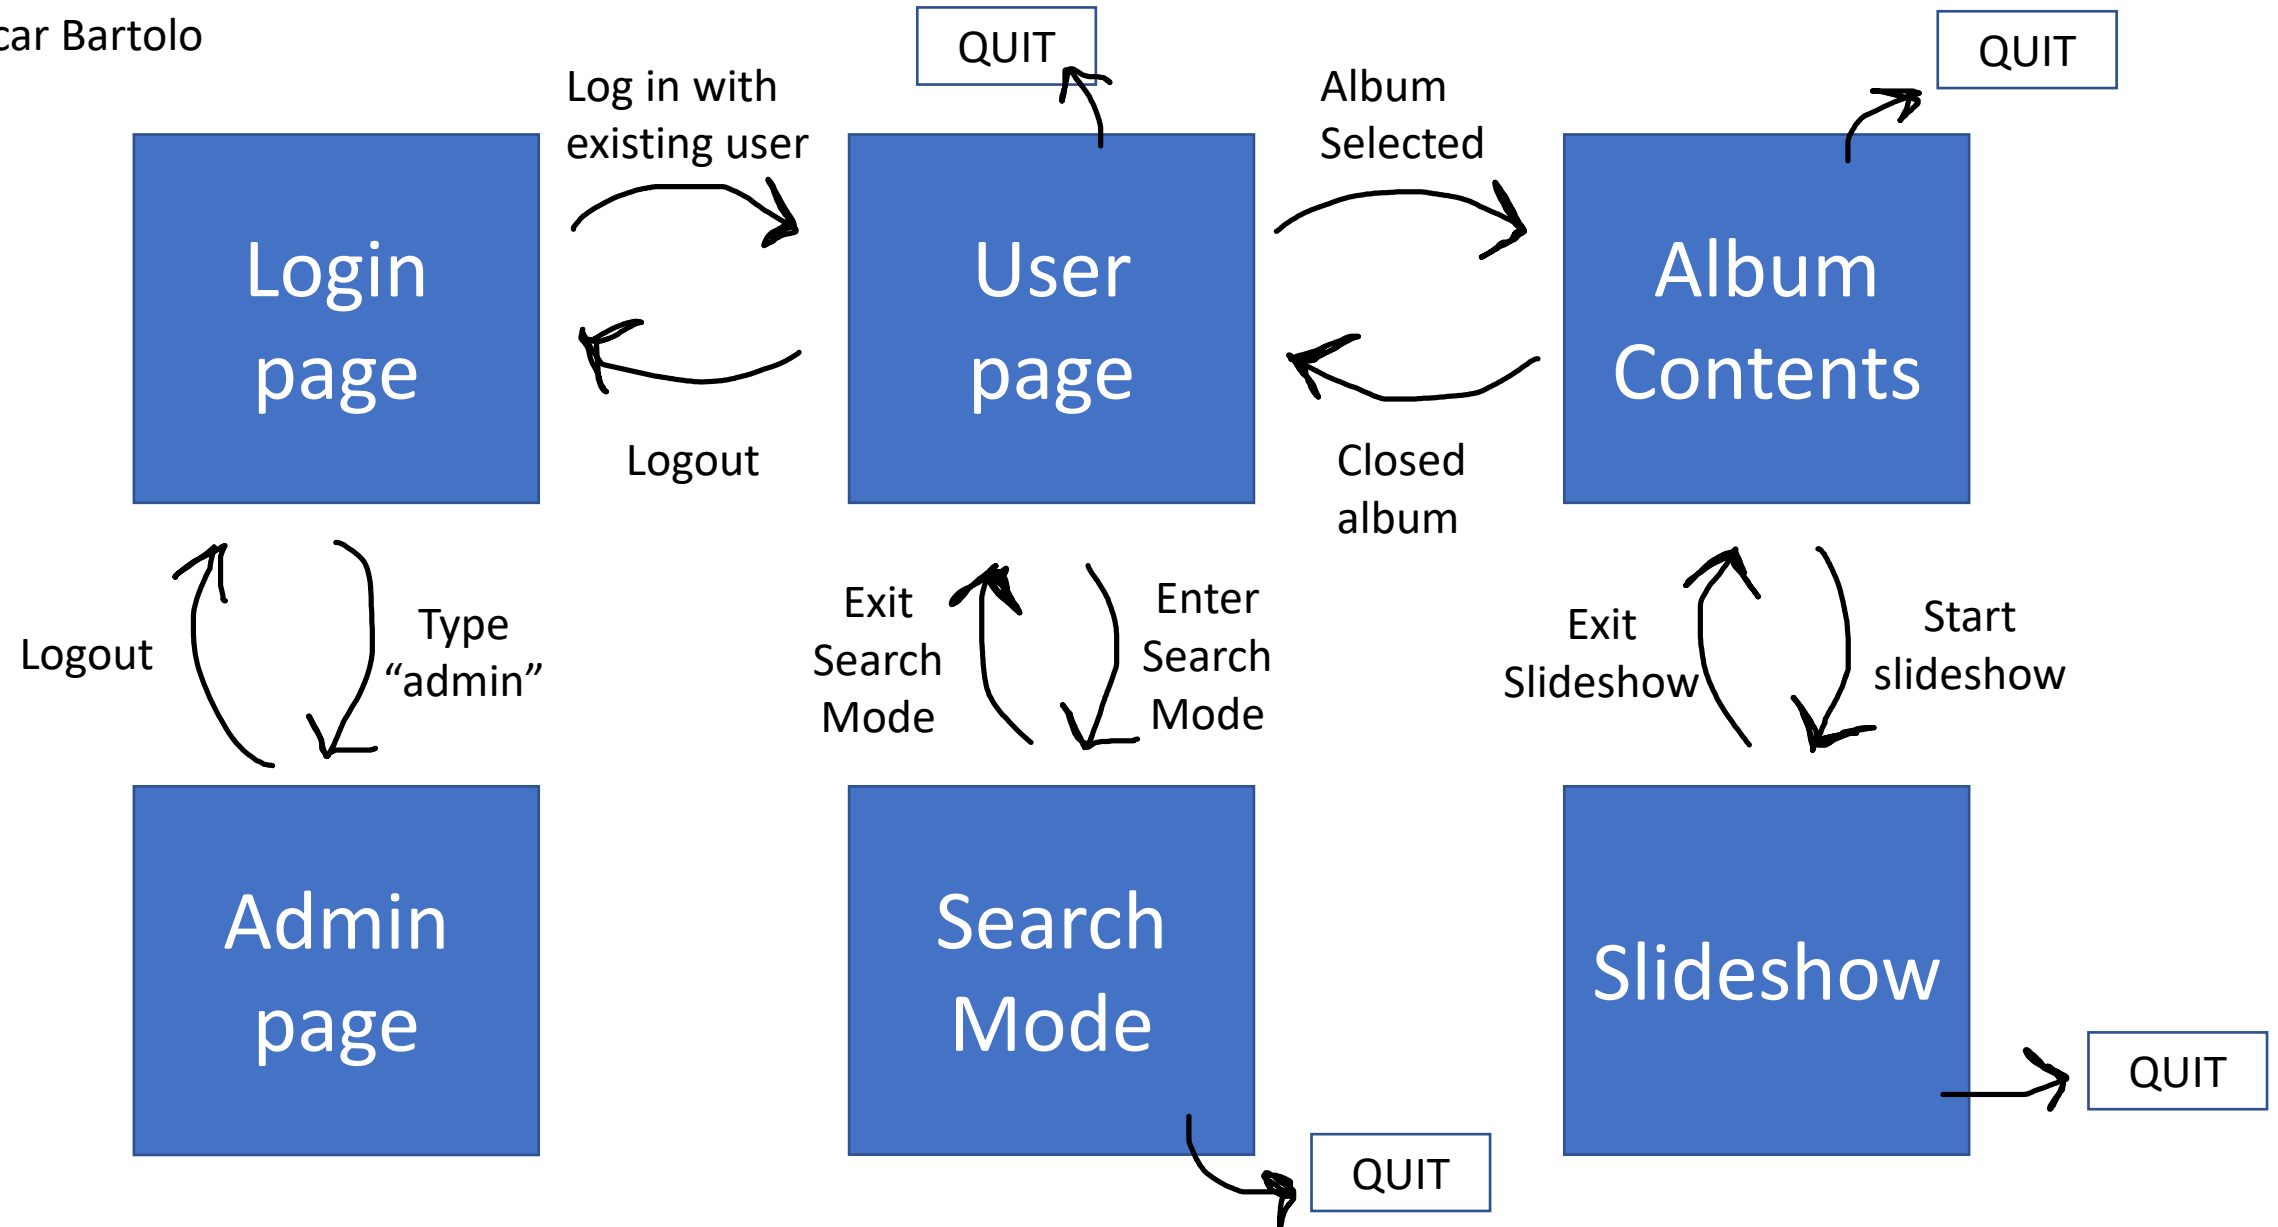 car Bartolo
QUIT
QUIT
Log in with
existing user
Album
Selected
Login
page
User
page
Album
Contents
Logout
Closed
album
Logout
Type
“admin”
Exit
Search
Mode
Enter
Search
Mode
Exit
Slideshow
Start
slideshow
Admin
page
Search
Mode
Slideshow
QUIT
QUIT